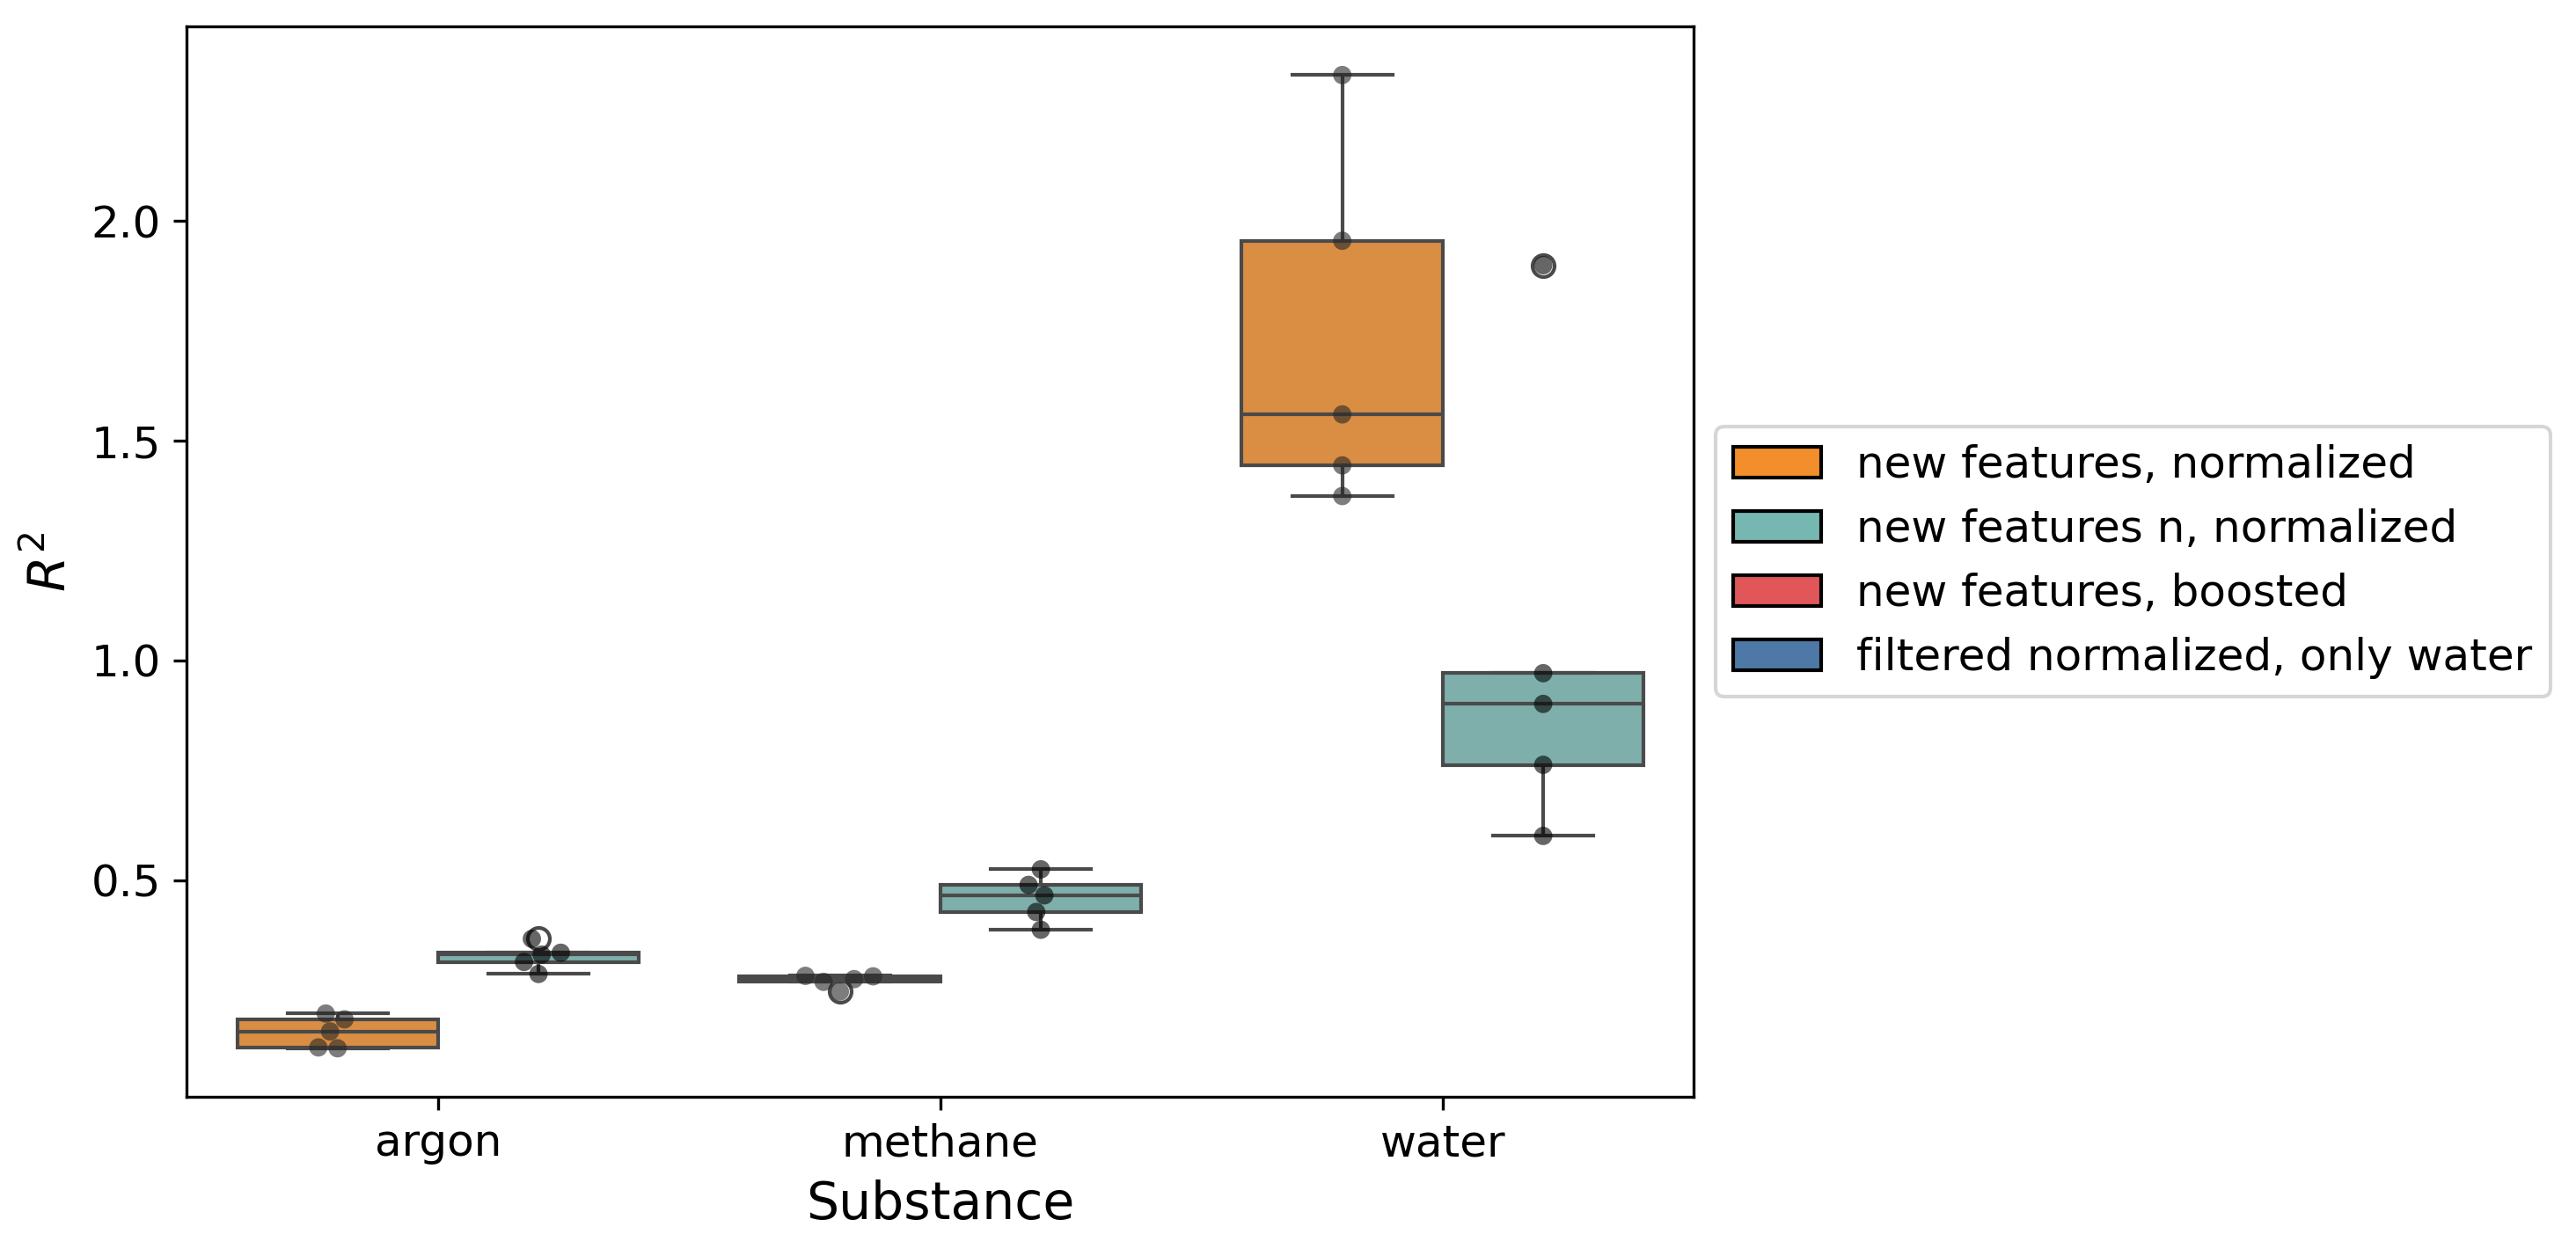 2.0
1.5
1.0
0.5
R²
argon methane water
Substance
new features, normalized
new features n, normalized
new features, boosted
filtered normalized, only water